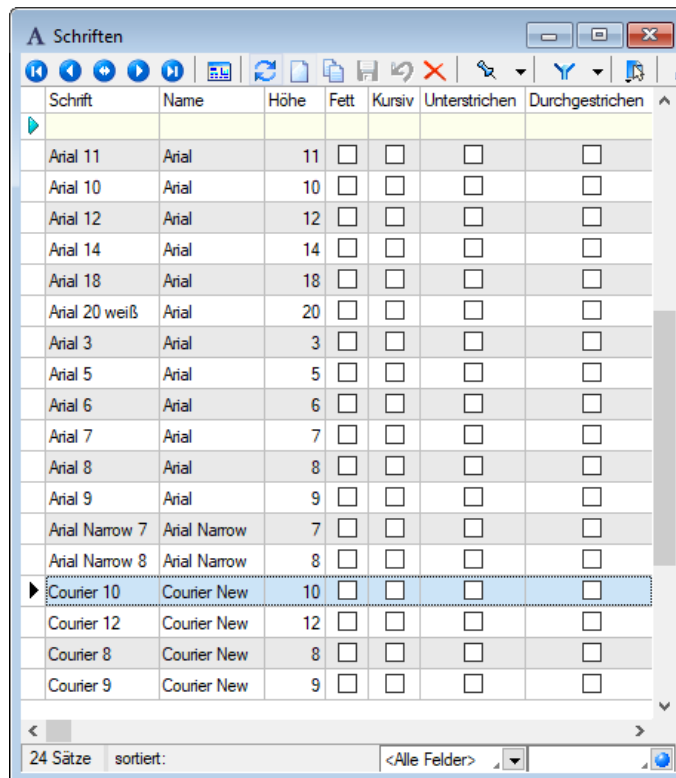 A Schriften
Schrift Name Höhe Fett Kursiv Unterstrichen Durchgestrichen
Arial 11 Arial 11
Arial 10 Arial 10
Arial 12 Arial 12
Arial 14 Arial 14
Arial 18 Arial 18
Arial 20 weiß Arial 20
Arial 3 Arial 3
Arial 5 Arial 5
Arial 6 Arial 6
Arial 7 Arial 7
Arial 8 Arial 8
Arial 9 Arial 9
Arial Narrow 7 Arial Narrow 7
Arial Narrow 8 Arial Narrow 8
Courier 10 Courier New 10
Courier 12 Courier New 12
Courier 8 Courier New 8
Courier 9 Courier New 9
24 Sätze sortiert: <Alle Felder>